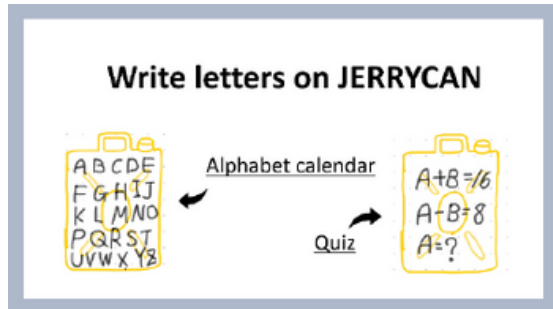 Write letters on JERRYCAN
A B C D E
F G H I J
K L M N O
P Q R S T
U V W X Y Z
Alphabet calendar
Quiz
A+B=16
A-B=8
A=?